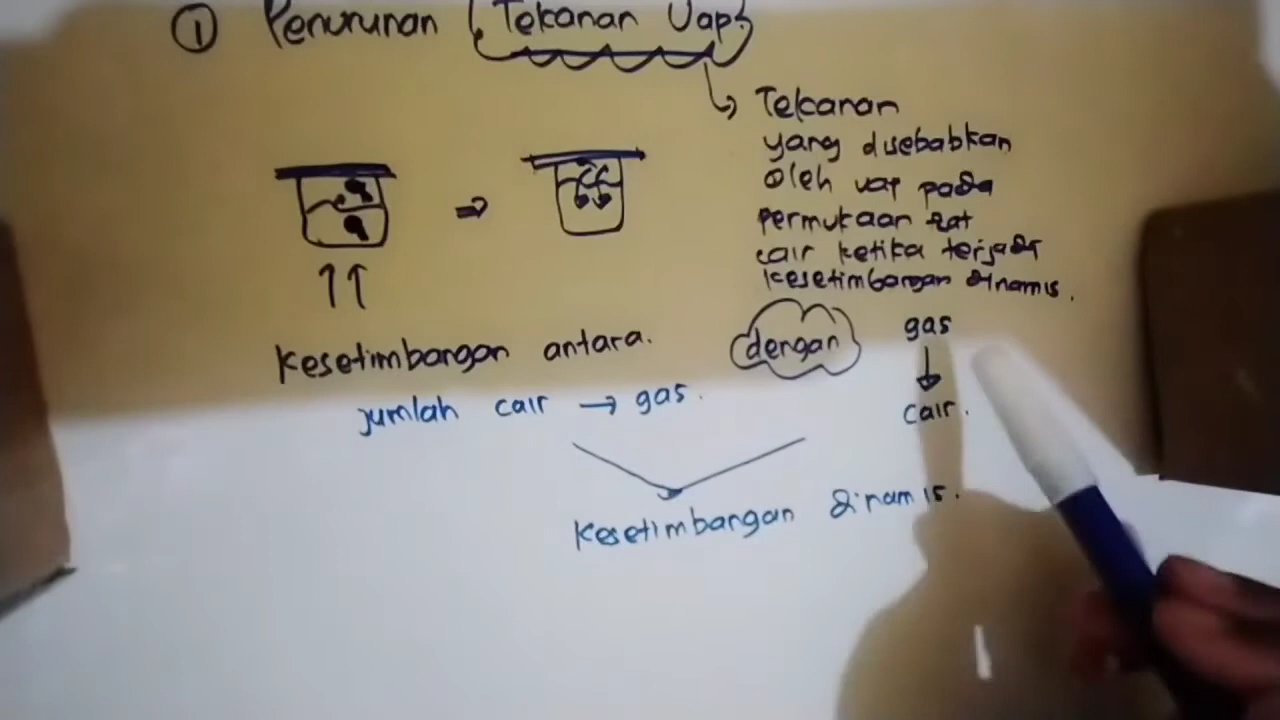 ① Penurunan Tekanan Uap
↳ Tekanan
yang disebabkan
oleh uap pada
permukaan zat
cair ketika terjadi
kesetimbangan dinamis.
⇒
↑↑
Kesetimbangan antara.
jumlah cair → gas.
dengan
gas
↓
cair.
Kesetimbangan dinamis.